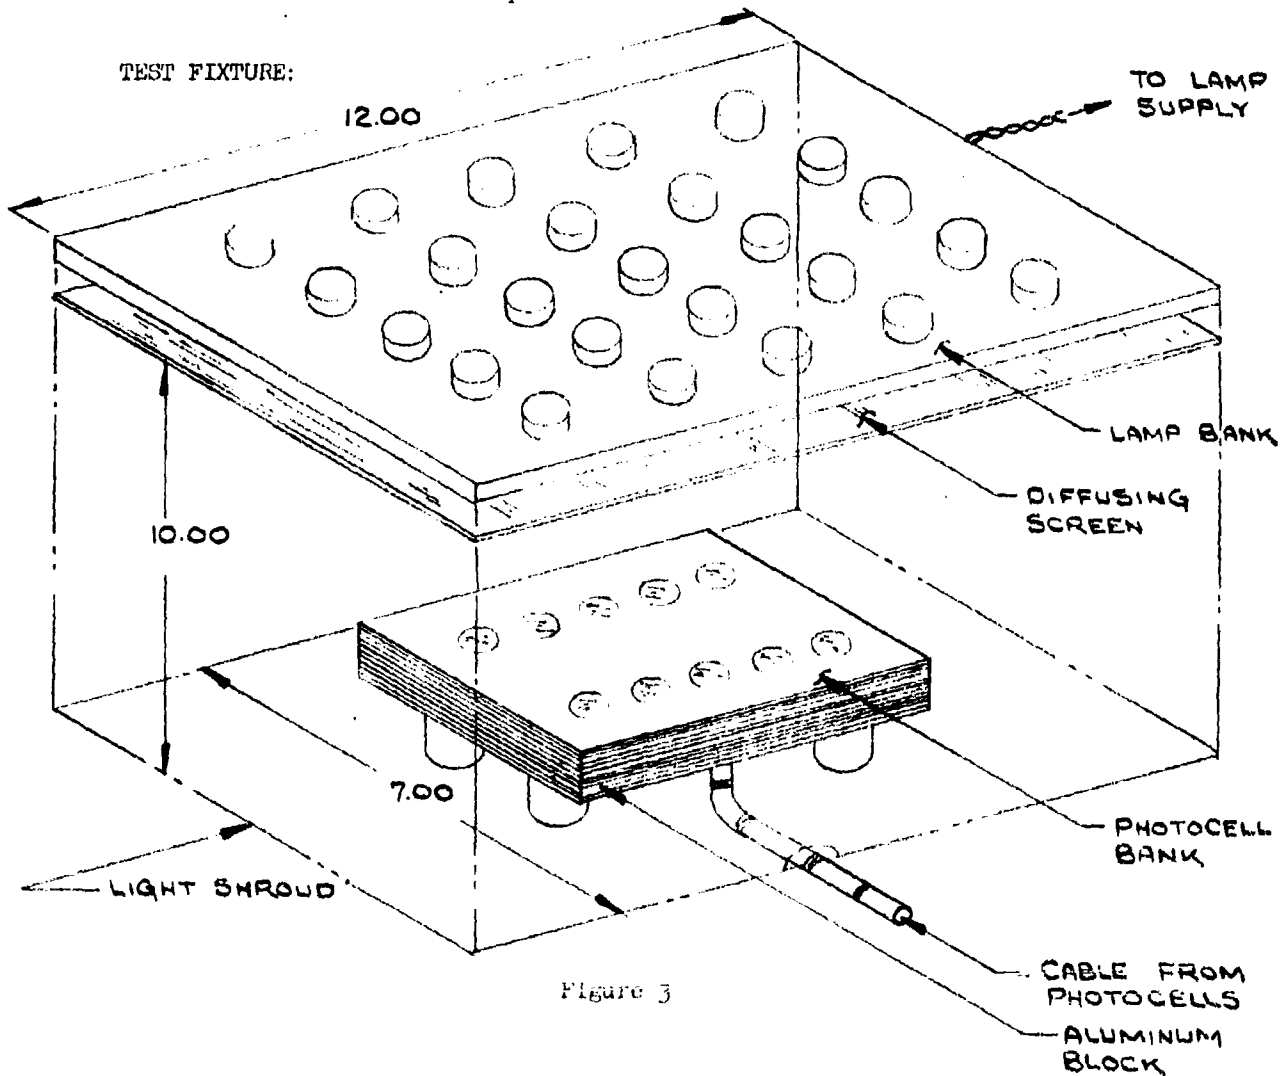 TEST FIXTURE:
12.00
TO LAMP
SUPPLY
LAMP BANK
DIFFUSING
SCREEN
10.00
7.00
PHOTOCELL
BANK
LIGHT SHROUD
CABLE FROM
PHOTOCELLS
Figure 3
ALUMINUM
BLOCK